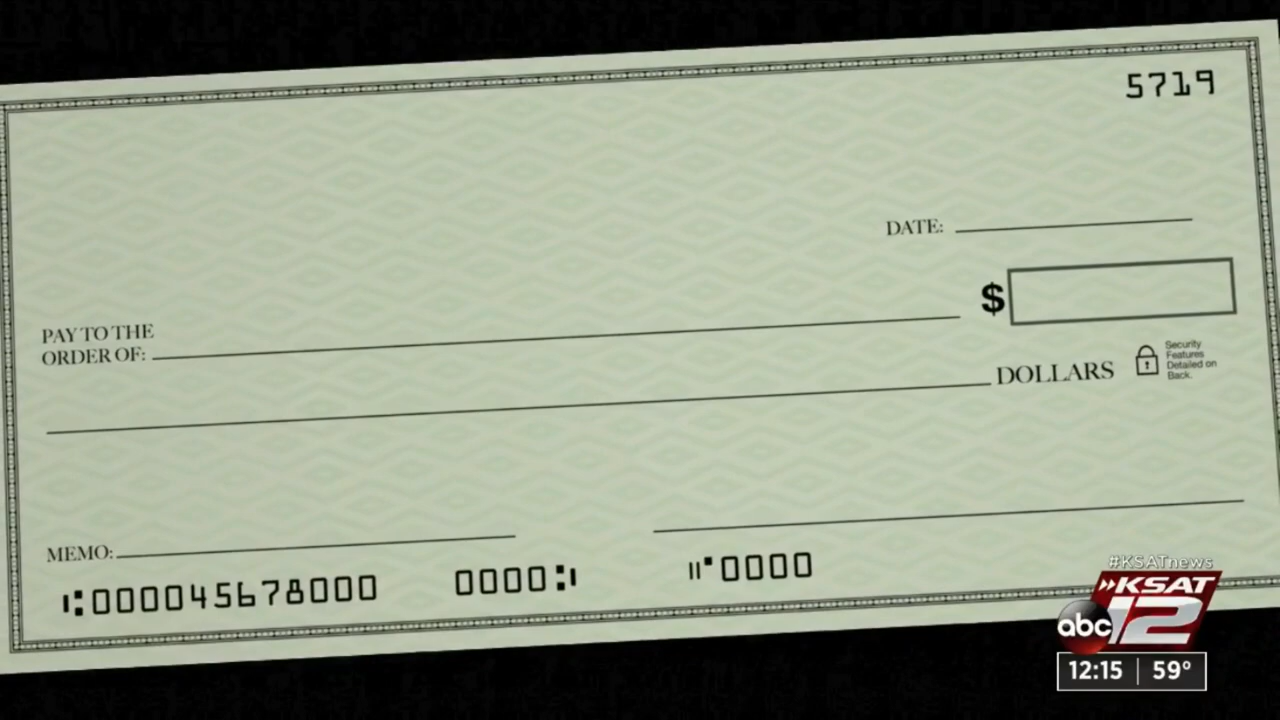 5719
DATE:
$
PAY TO THE
ORDER OF:
DOLLARS
Security
Features
Detailed on
Back.
MEMO:
⑆000045678000 0000⑆ ⑈0000
#KSATnews
KSAT
abc 12
12:15 | 59°